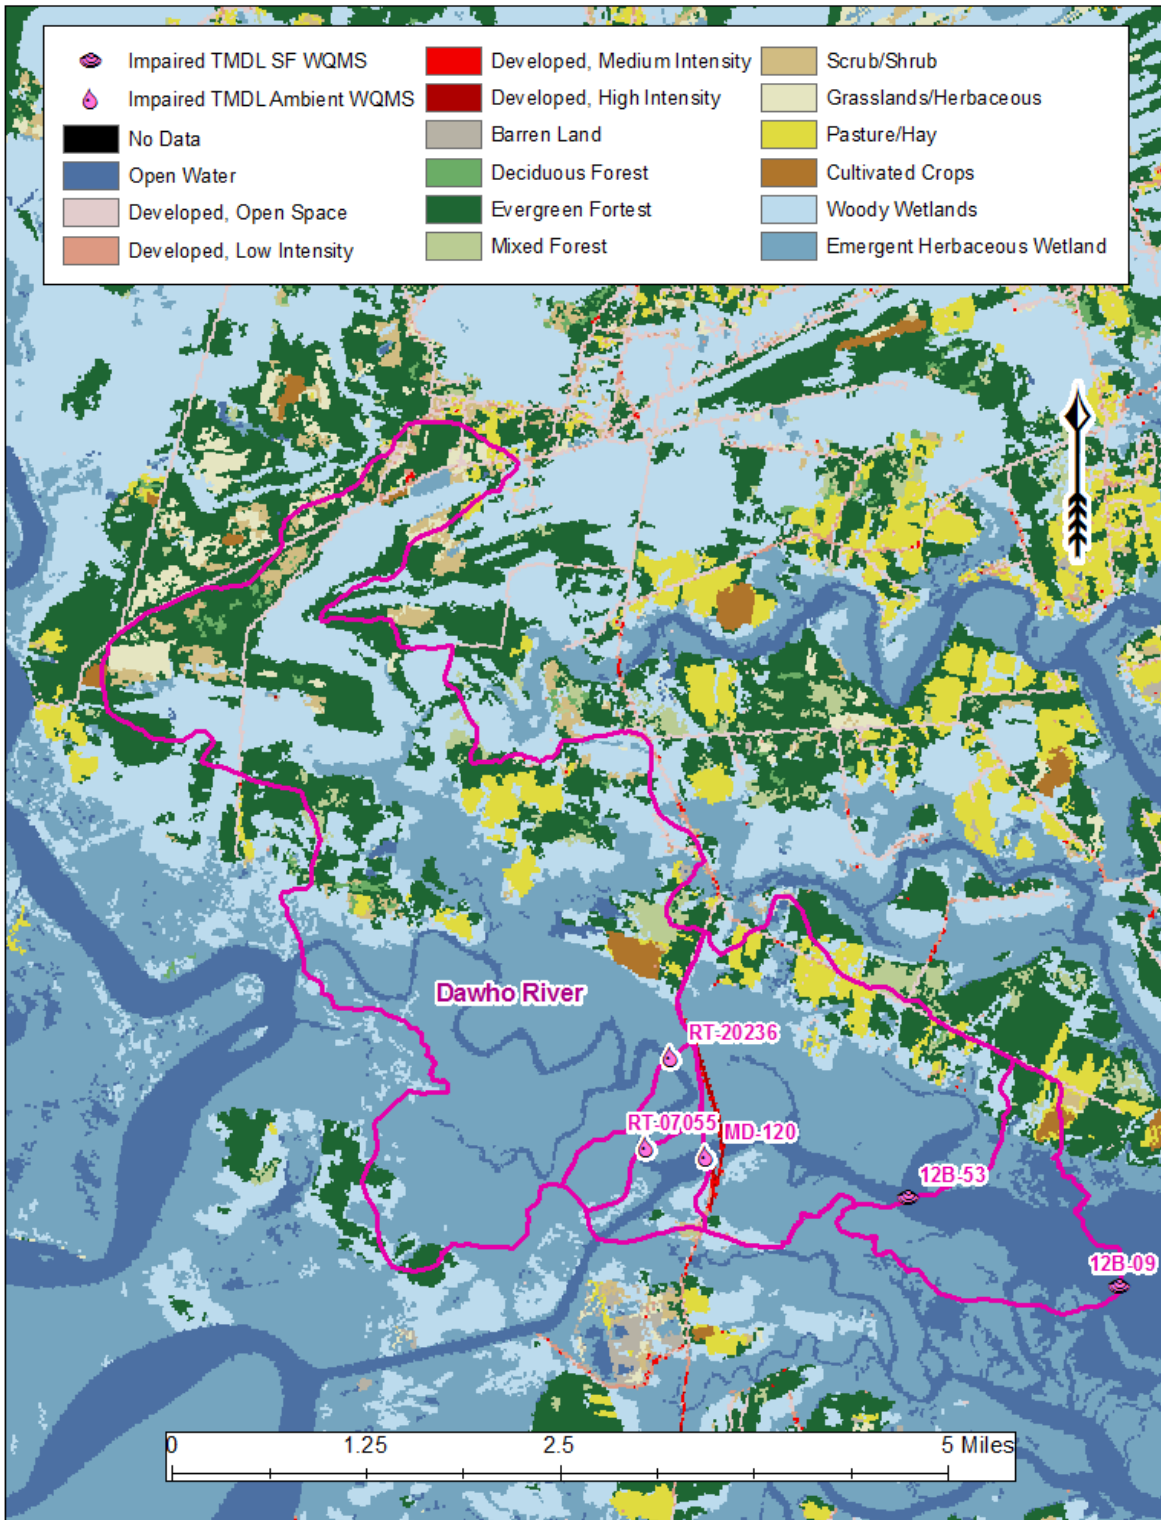 Impaired TMDL SF WQMS
Impaired TMDL Ambient WQMS
No Data
Open Water
Developed, Open Space
Developed, Low Intensity
Developed, Medium Intensity
Developed, High Intensity
Barren Land
Deciduous Forest
Evergreen Fortest
Mixed Forest
Scrub/Shrub
Grasslands/Herbaceous
Pasture/Hay
Cultivated Crops
Woody Wetlands
Emergent Herbaceous Wetland
Dawho River
RT-20236
RT-07055
MD-120
12B-53
12B-09
0 1.25 2.5 5 Miles